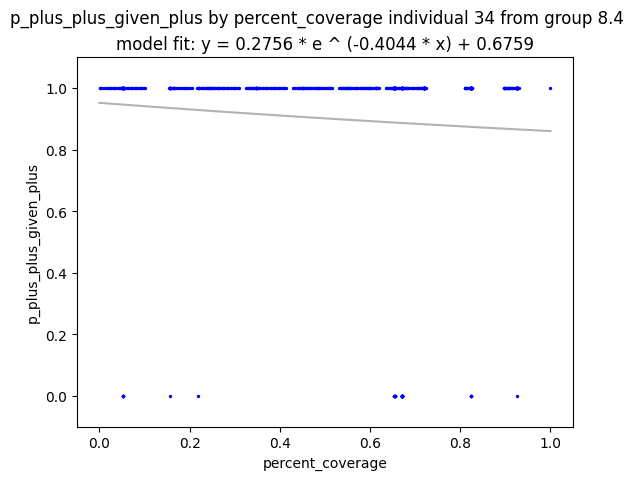 p_plus_plus_given_plus by percent_coverage individual 34 from group 8.4
model fit: y = 0.2756 * e ^ (-0.4044 * x) + 0.6759
1.0
0.8
0.6
0.4
0.2
0.0
p_plus_plus_given_plus
0.0 0.2 0.4 0.6 0.8 1.0
percent_coverage